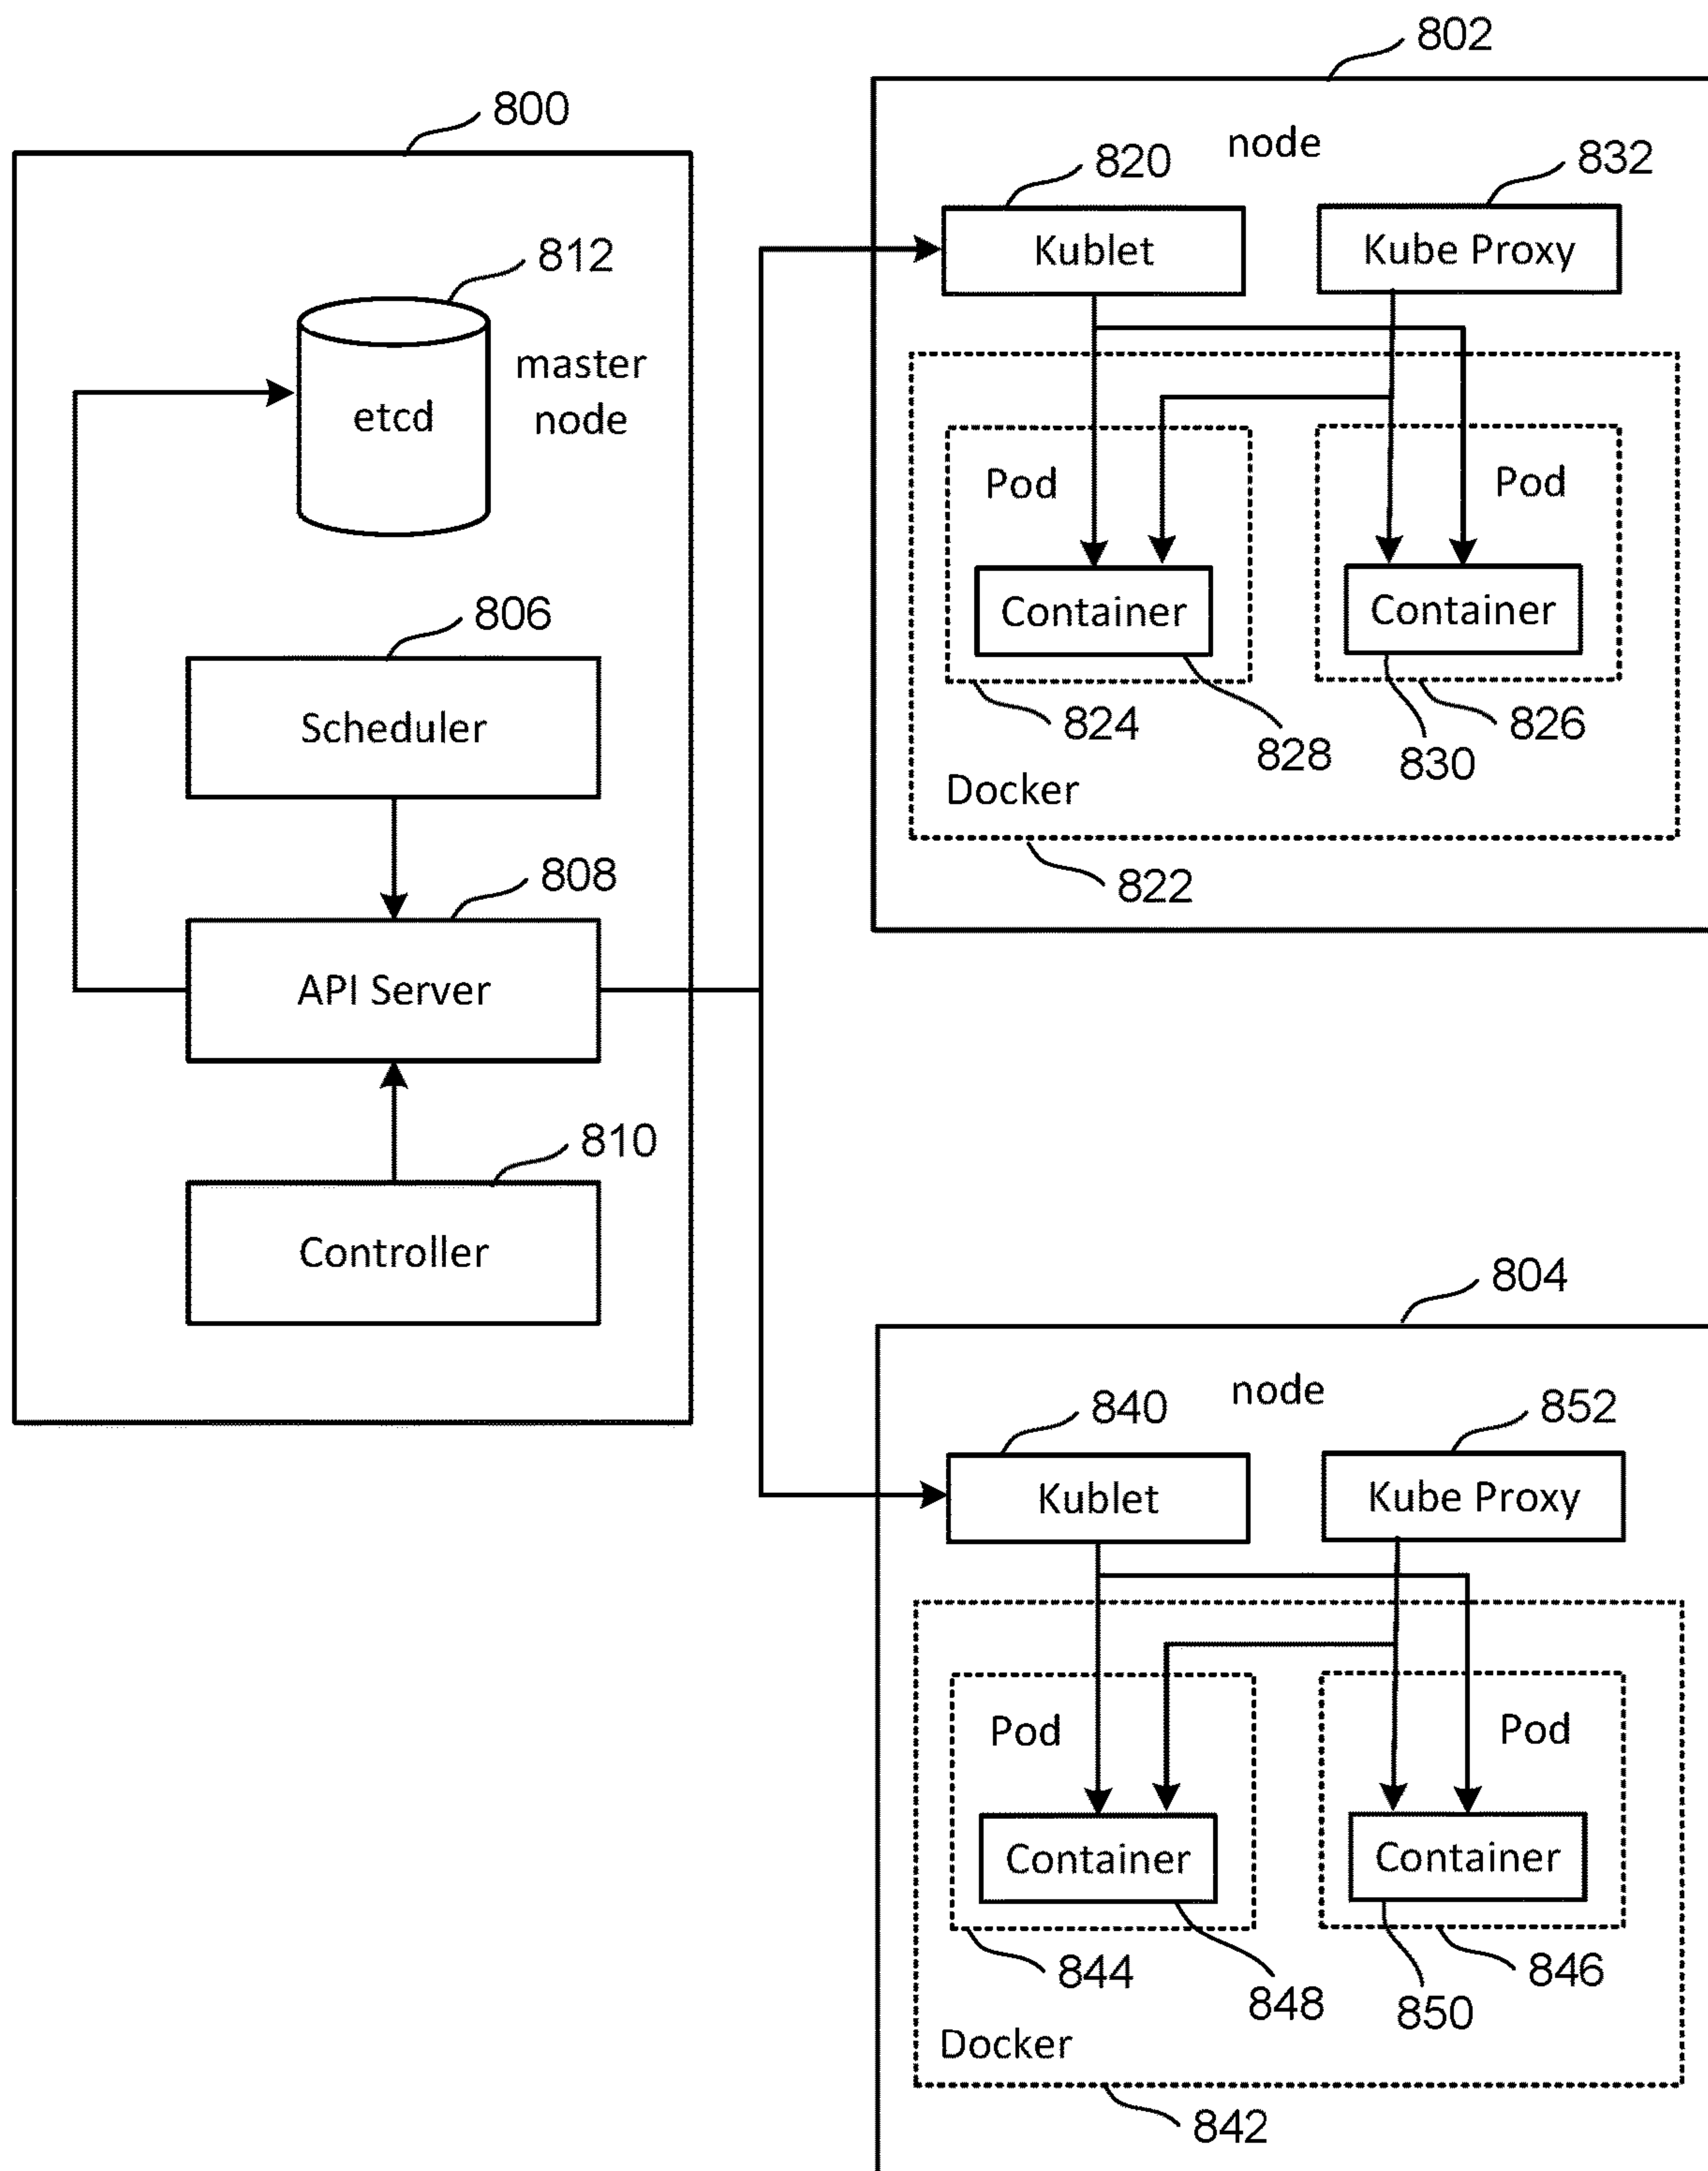 800
812
etcd
master
node
806
Scheduler
808
API Server
810
Controller
802
node
820
832
Kublet
Kube Proxy
Pod
Pod
Container
Container
824
828
830
826
Docker
822
804
node
840
852
Kublet
Kube Proxy
Pod
Pod
Container
Container
844
848
850
846
Docker
842